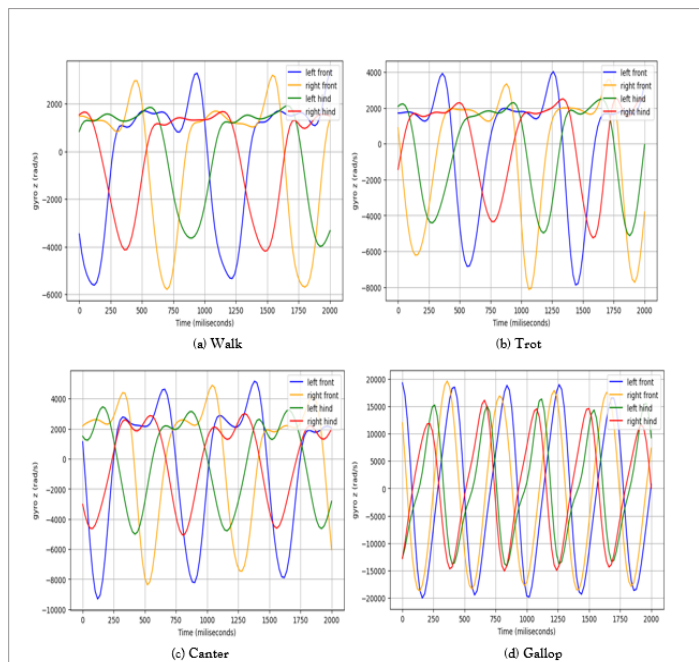 left front
right front
left hind
right hind
2000
0
−2000
−4000
−6000
gyro z (rad/s)
0 250 500 750 1000 1250 1500 1750 2000
Time (miliseconds)
(a) Walk
left front
right front
left hind
right hind
4000
2000
0
−2000
−4000
−6000
−8000
gyro z (rad/s)
0 250 500 750 1000 1250 1500 1750 2000
Time (miliseconds)
(b) Trot
left front
right front
left hind
right hind
4000
2000
0
−2000
−4000
−6000
−8000
−10000
gyro z (rad/s)
0 250 500 750 1000 1250 1500 1750 2000
Time (miliseconds)
(c) Canter
left front
right front
left hind
right hind
20000
15000
10000
5000
0
−5000
−10000
−15000
−20000
gyro z (rad/s)
0 250 500 750 1000 1250 1500 1750 2000
Time (miliseconds)
(d) Gallop